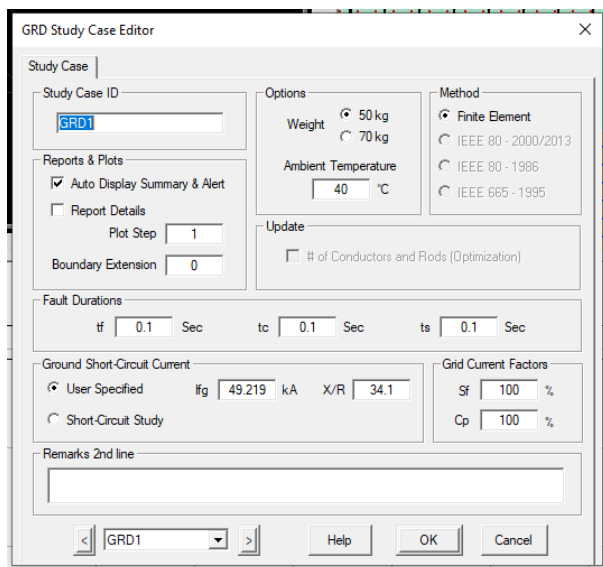 GRD Study Case Editor
Study Case
Study Case ID
GRD1
Options
Weight
50 kg
70 kg
Ambient Temperature
40 °C
Method
Finite Element
IEEE 80 - 2000/2013
IEEE 80 - 1986
IEEE 665 - 1995
Reports & Plots
Auto Display Summary & Alert
Report Details
Plot Step 1
Boundary Extension 0
Update
# of Conductors and Rods (Optimization)
Fault Durations
tf 0.1 Sec tc 0.1 Sec ts 0.1 Sec
Ground Short-Circuit Current
User Specified Ifg 49.219 kA X/R 34.1
Short-Circuit Study
Grid Current Factors
Sf 100 %
Cp 100 %
Remarks 2nd line
< GRD1 > Help OK Cancel